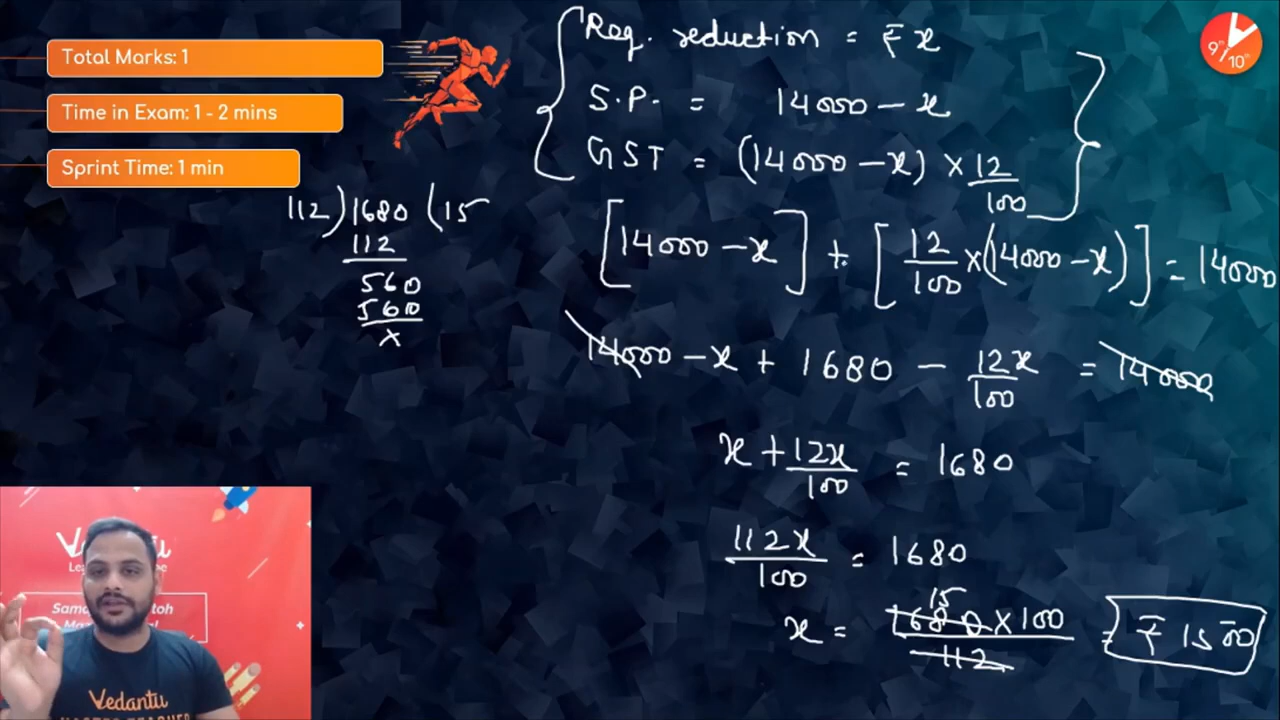 Total Marks: 1
Time in Exam: 1 - 2 mins
Sprint Time: 1 min
Req. reduction = ₹ x
S.P. = 14000 - x
GST = (14000 - x) × 12/100
112) 1680 (15
112
560
560
x
[14000 - x] + [12/100 × (14000 - x)] = 14000
14000 - x + 1680 - 12x/100 = 14000
x + 12x/100 = 1680
112x/100 = 1680
15
x = 1680 × 100/112 = ₹ 1500
9th
10th
Vedantu
Vedantu